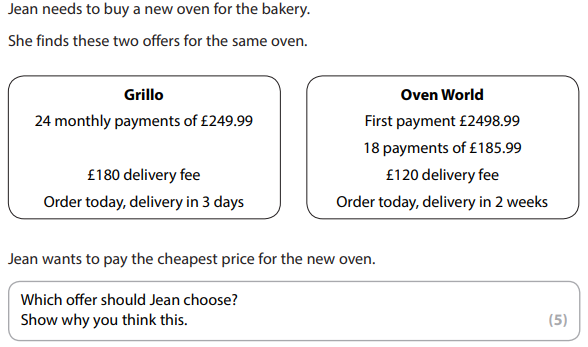 Jean needs to buy a new oven for the bakery.
She finds these two offers for the same oven.
Grillo
24 monthly payments of £249.99
£180 delivery fee
Order today, delivery in 3 days
Oven World
First payment £2498.99
18 payments of £185.99
£120 delivery fee
Order today, delivery in 2 weeks
Jean wants to pay the cheapest price for the new oven.
Which offer should Jean choose?
Show why you think this.
(5)